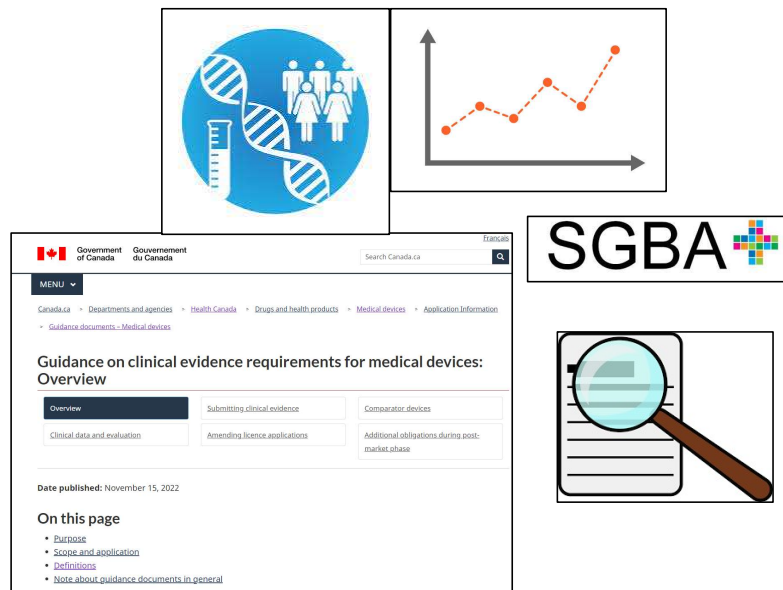 SGBA
Français
Government of Canada
Gouvernement du Canada
Search Canada.ca
MENU
Canada.ca » Departments and agencies » Health Canada » Drugs and health products » Medical devices » Application Information
» Guidance documents – Medical devices
Guidance on clinical evidence requirements for medical devices:
Overview
Overview
Submitting clinical evidence
Comparator devices
Clinical data and evaluation
Amending licence applications
Additional obligations during post-
market phase
Date published: November 15, 2022
On this page
• Purpose
• Scope and application
• Definitions
• Note about guidance documents in general